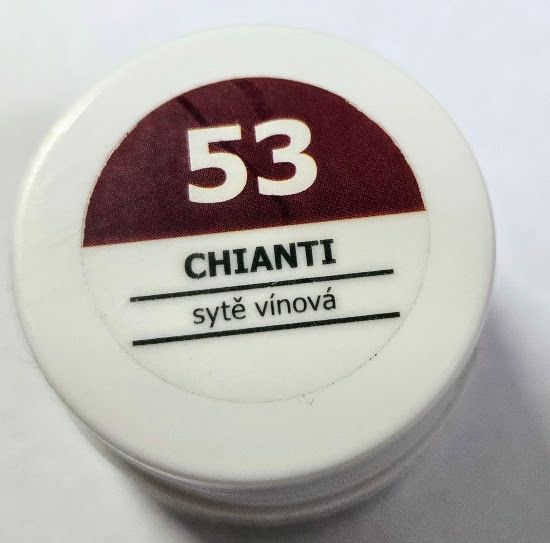 53
CHIANTI
sytě vínová